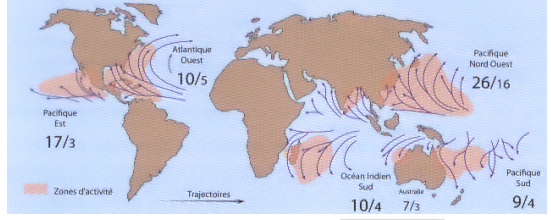 Atlantique
Ouest
10/5
Pacifique
Nord Ouest
26/16
Pacifique
Est
17/3
Océan Indien
Sud
10/4
Australie
7/3
Pacifique
Sud
9/4
Zones d'activité
Trajectoires